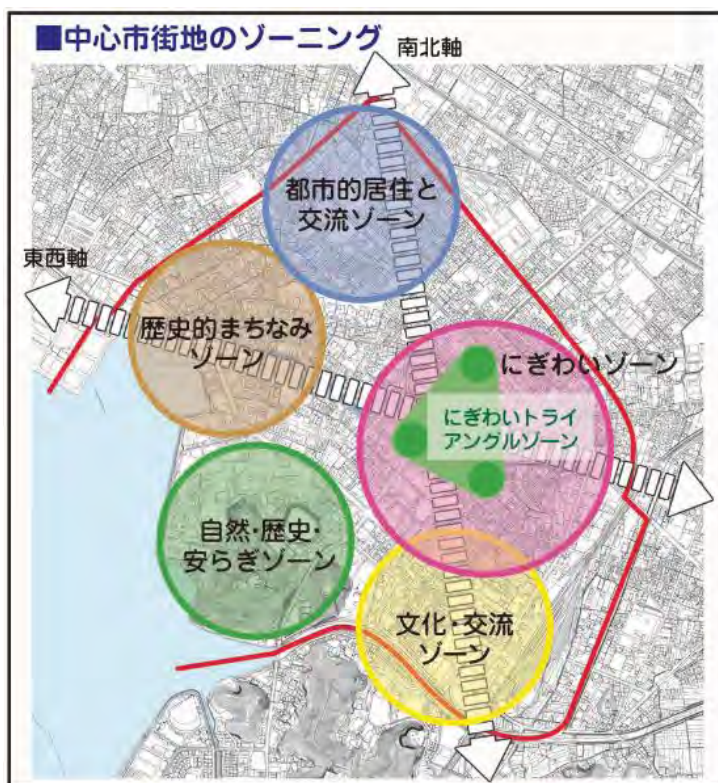 ■中心市街地のゾーニング
南北軸
都市的居住と
交流ゾーン
東西軸
歴史的まちなみ
ゾーン
にぎわいゾーン
にぎわいトライ
アングルゾーン
自然・歴史・
安らぎゾーン
文化・交流
ゾーン